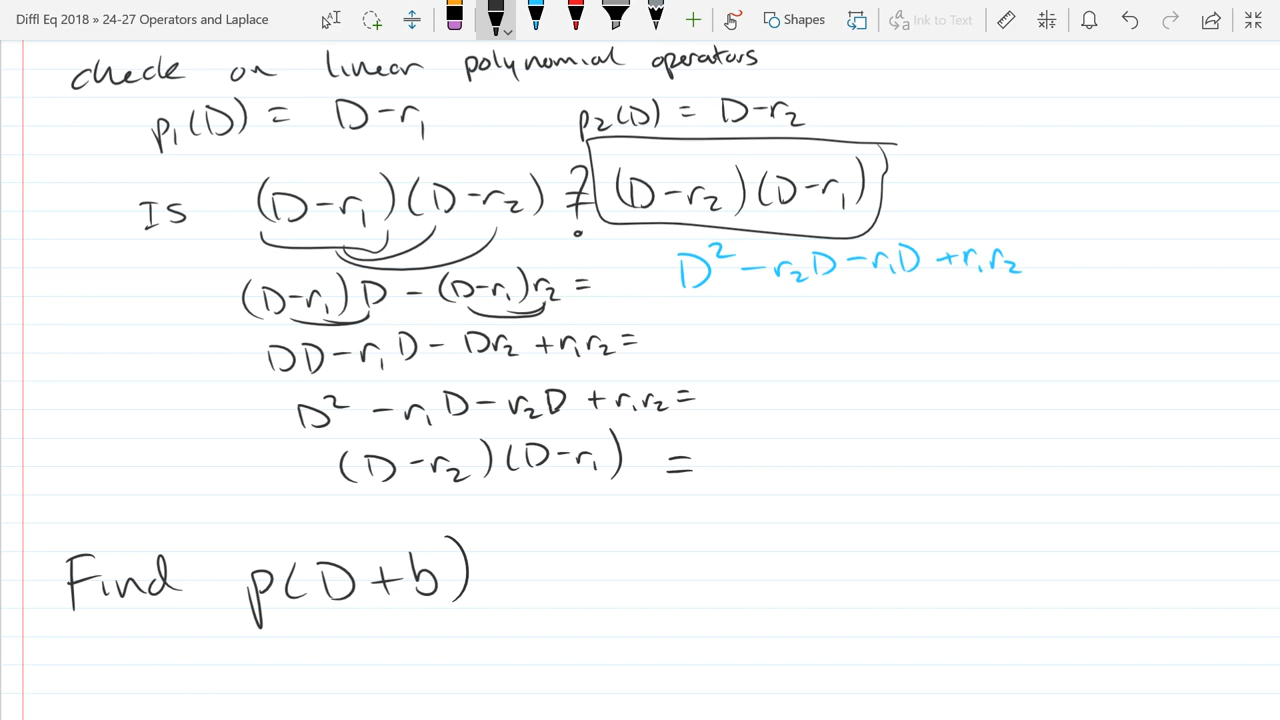 Diffl Eq 2018 » 24-27 Operators and Laplace
Shapes
Ink to Text
check on linear polynomial operators
p₁(D) = D-r₁ p₂(D) = D-r₂
Is (D-r₁)(D-r₂) ?= (D-r₂)(D-r₁)
D² - r₂D - r₁D + r₁r₂
(D-r₁)D - (D-r₁)r₂ =
DD - r₁D - Dr₂ + r₁r₂ =
D² - r₁D - r₂D + r₁r₂ =
(D-r₂)(D-r₁) =
Find p(D+b)